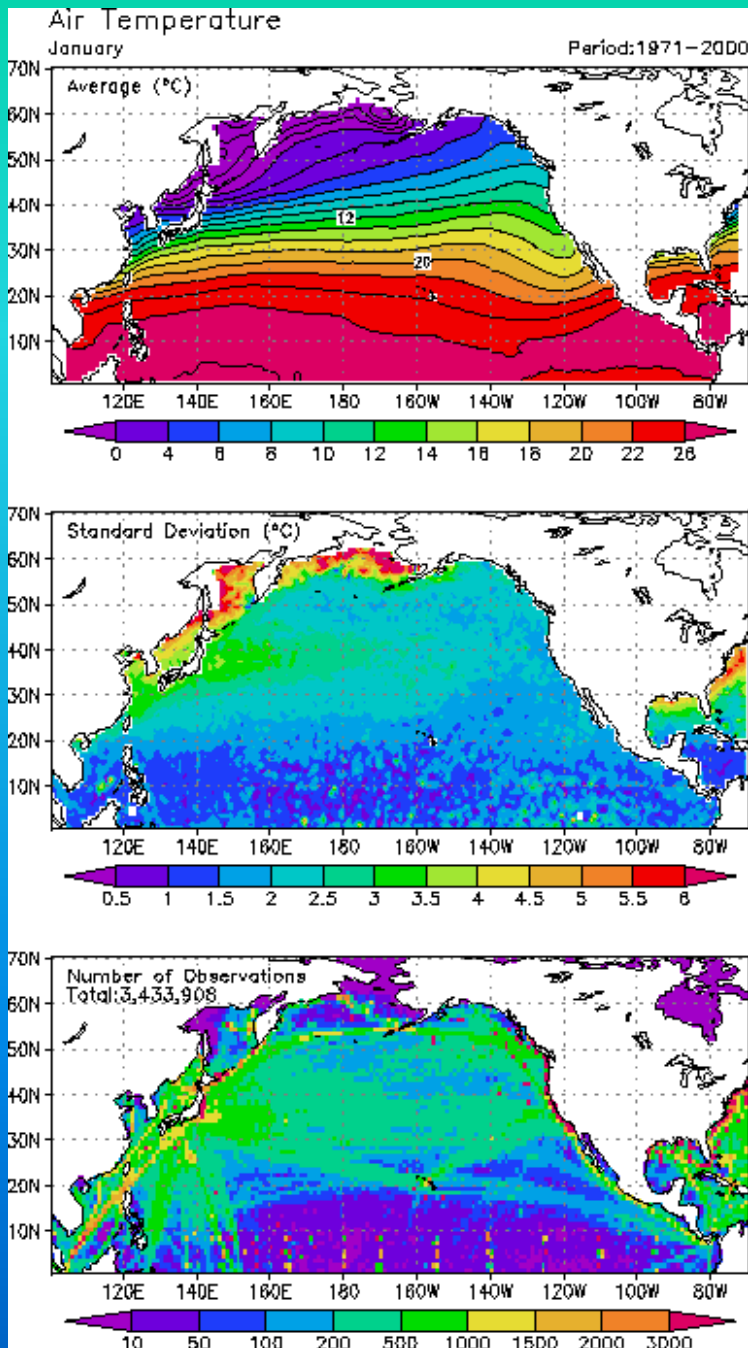 Air Temperature
January Period:1971-2000
70N
Average (°C)
60N
50N
40N
12
30N
20
20N
10N
120E 140E 160E 180 160W 140W 120W 100W 80W
0 4 6 8 10 12 14 16 18 20 22 26
70N
Standard Deviation (°C)
60N
50N
40N
30N
20N
10N
120E 140E 160E 180 160W 140W 120W 100W 80W
0.5 1 1.5 2 2.5 3 3.5 4 4.5 5 5.5 6
70N
Number of Observations
Total:3,433,908
60N
50N
40N
30N
20N
10N
120E 140E 160E 180 160W 140W 120W 100W 80W
10 50 100 200 500 1000 1500 2000 3000